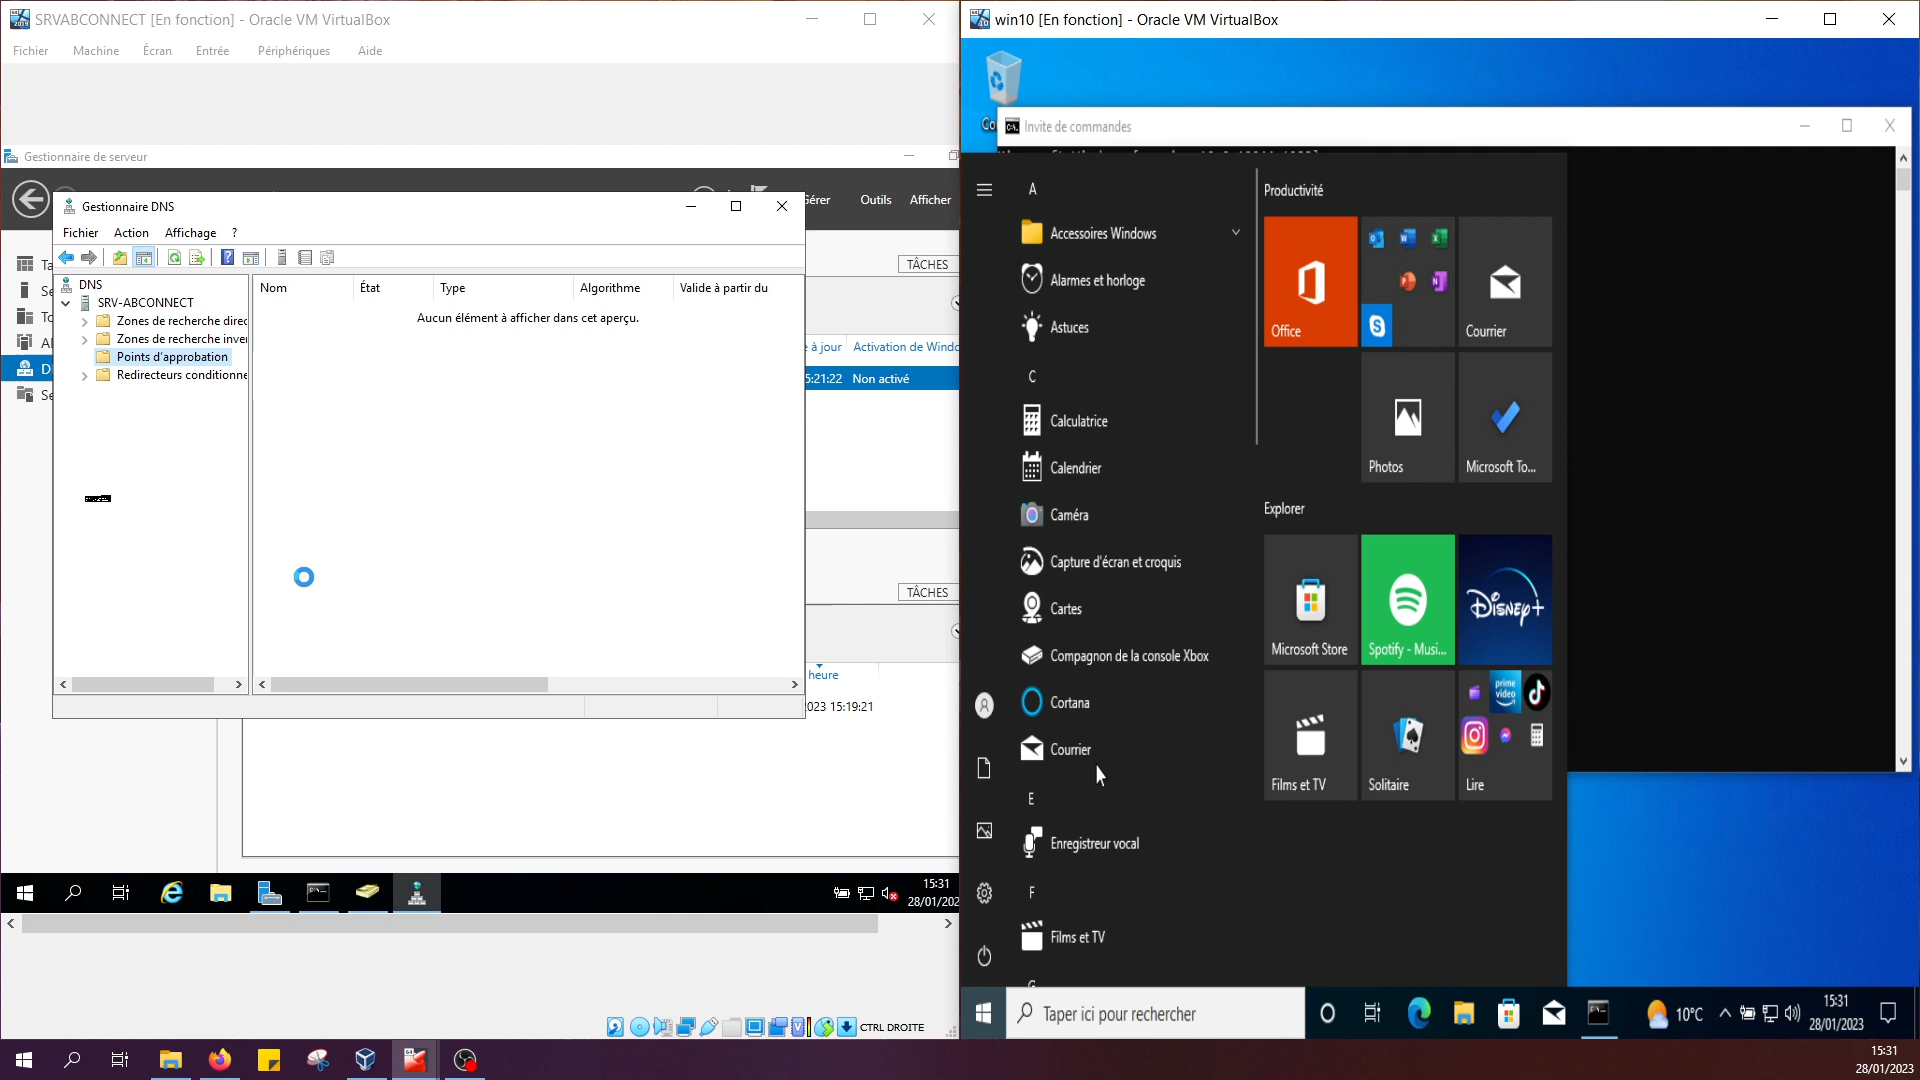 SRVABCONNECT [En fonction] - Oracle VM VirtualBox
Fichier Machine Écran Entrée Périphériques Aide
Gestionnaire de serveur
Gérer Outils Afficher
TÂCHES
Gestionnaire DNS
Fichier Action Affichage ?
DNS
SRV-ABCONNECT
Zones de recherche direc
Zones de recherche inver
Points d'approbation
Redirecteurs conditionne
Nom État Type Algorithme Valide à partir du
Aucun élément à afficher dans cet aperçu.
à jour Activation de Windo
5:21:22 Non activé
TÂCHES
heure
023 15:19:21
15:31
28/01/202
CTRL DROITE
win10 [En fonction] - Oracle VM VirtualBox
Invite de commandes
A
Accessoires Windows
Alarmes et horloge
Astuces
C
Calculatrice
Calendrier
Caméra
Capture d'écran et croquis
Cartes
Compagnon de la console Xbox
Cortana
Courrier
E
Enregistreur vocal
F
Films et TV
G
Productivité
Office
Courrier
Photos
Microsoft To...
Explorer
Microsoft Store
Spotify - Musi...
Disney+
Films et TV
Solitaire
prime video
Lire
Taper ici pour rechercher
10°C
15:31
28/01/2023
15:31
28/01/2023